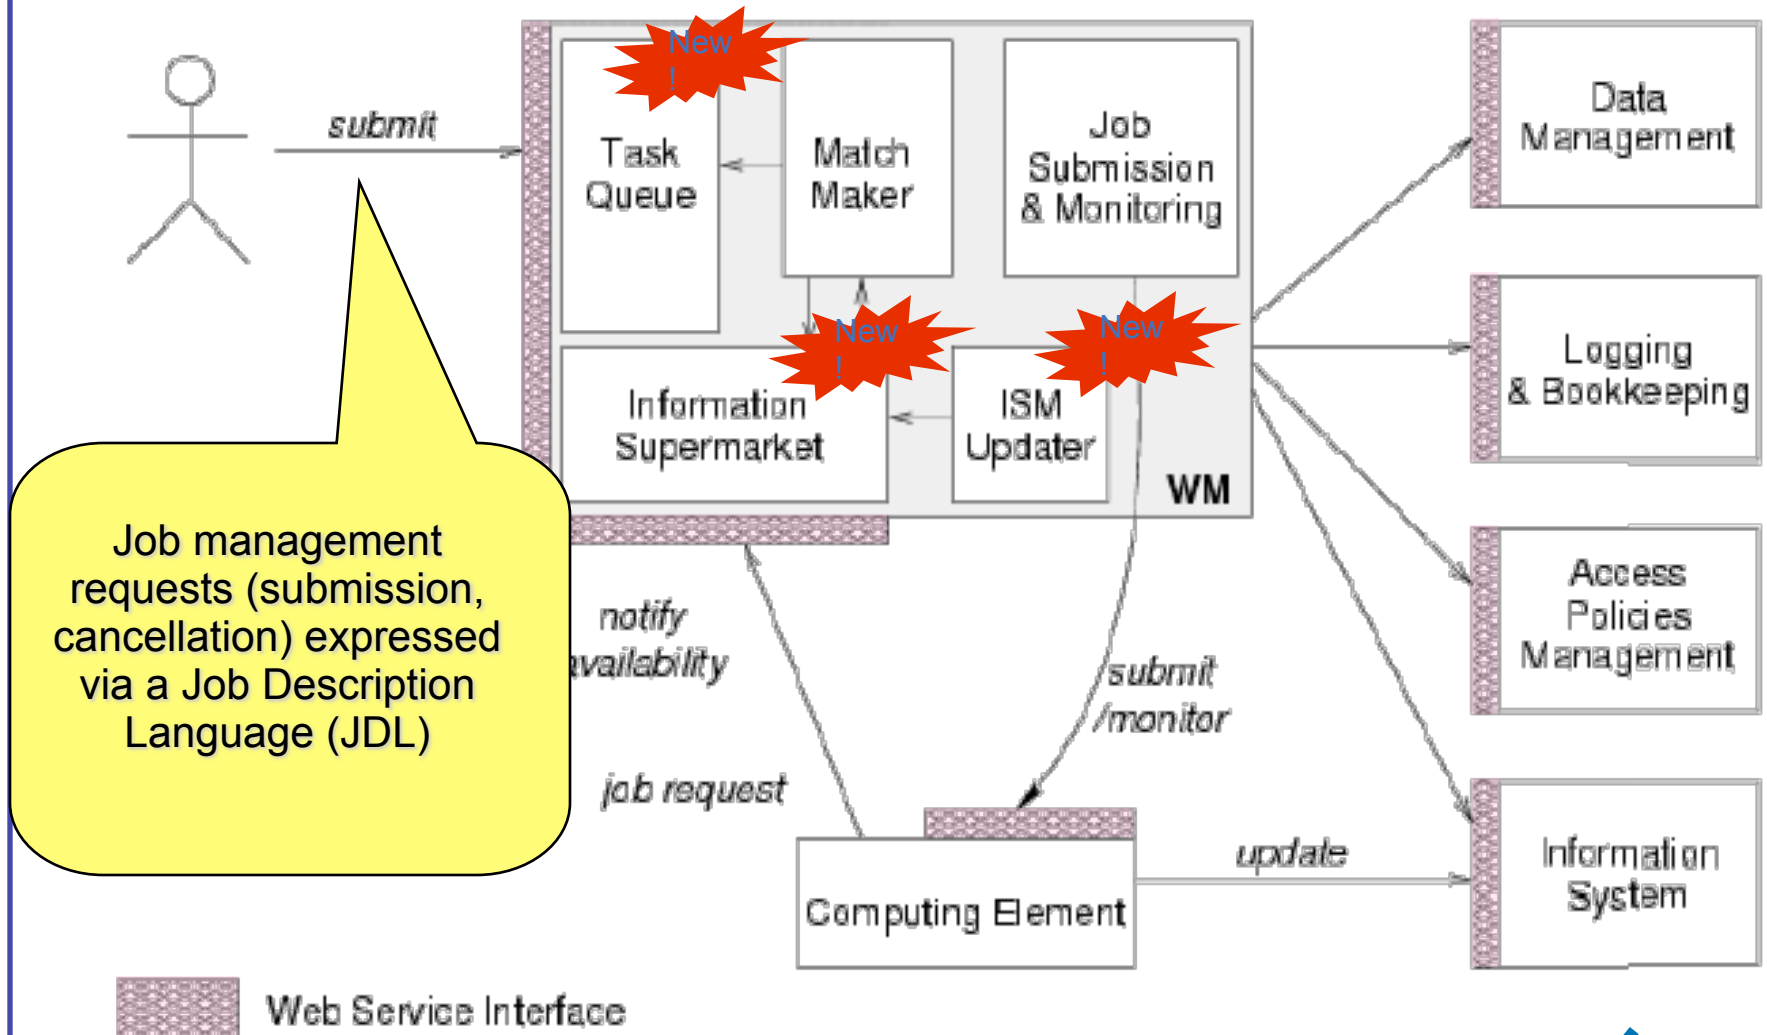 New
!
submit
Task
Queue
Match
Maker
Job
Submission
& Monitoring
Data
Management
New
!
New
!
Information
Supermarket
ISM
Updater
WM
Logging
& Bookkeeping
Job management
requests (submission,
cancellation) expressed
via a Job Description
Language (JDL)
notify
availability
job request
submit
/monitor
Access
Policies
Management
Computing Element
update
Information
System
Web Service Interface